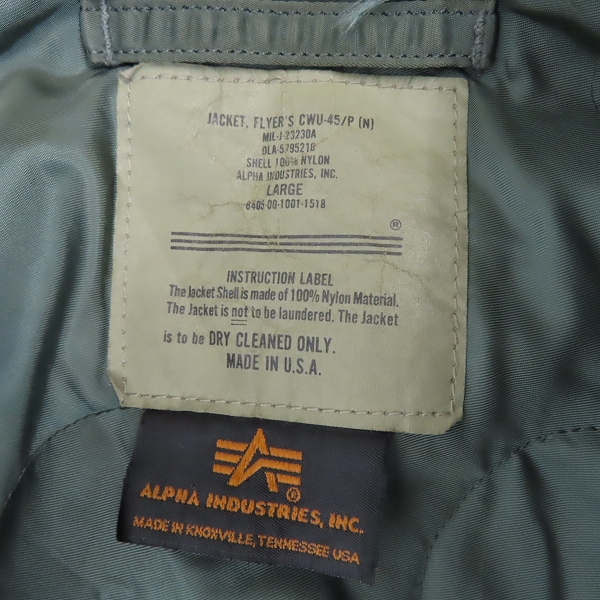 JACKET, FLYER'S CWU-45/P (N)
MIL-J-23230A
DLA-5795210
SHELL 100% NYLON
ALPHA INDUSTRIES, INC.
LARGE
8405-00-1001-1518
®
INSTRUCTION LABEL
The Jacket Shell is made of 100% Nylon Material.
The Jacket is not to be laundered. The Jacket
is to be DRY CLEANED ONLY.
MADE IN U.S.A.
®
ALPHA INDUSTRIES, INC.
MADE IN KNOXVILLE, TENNESSEE USA